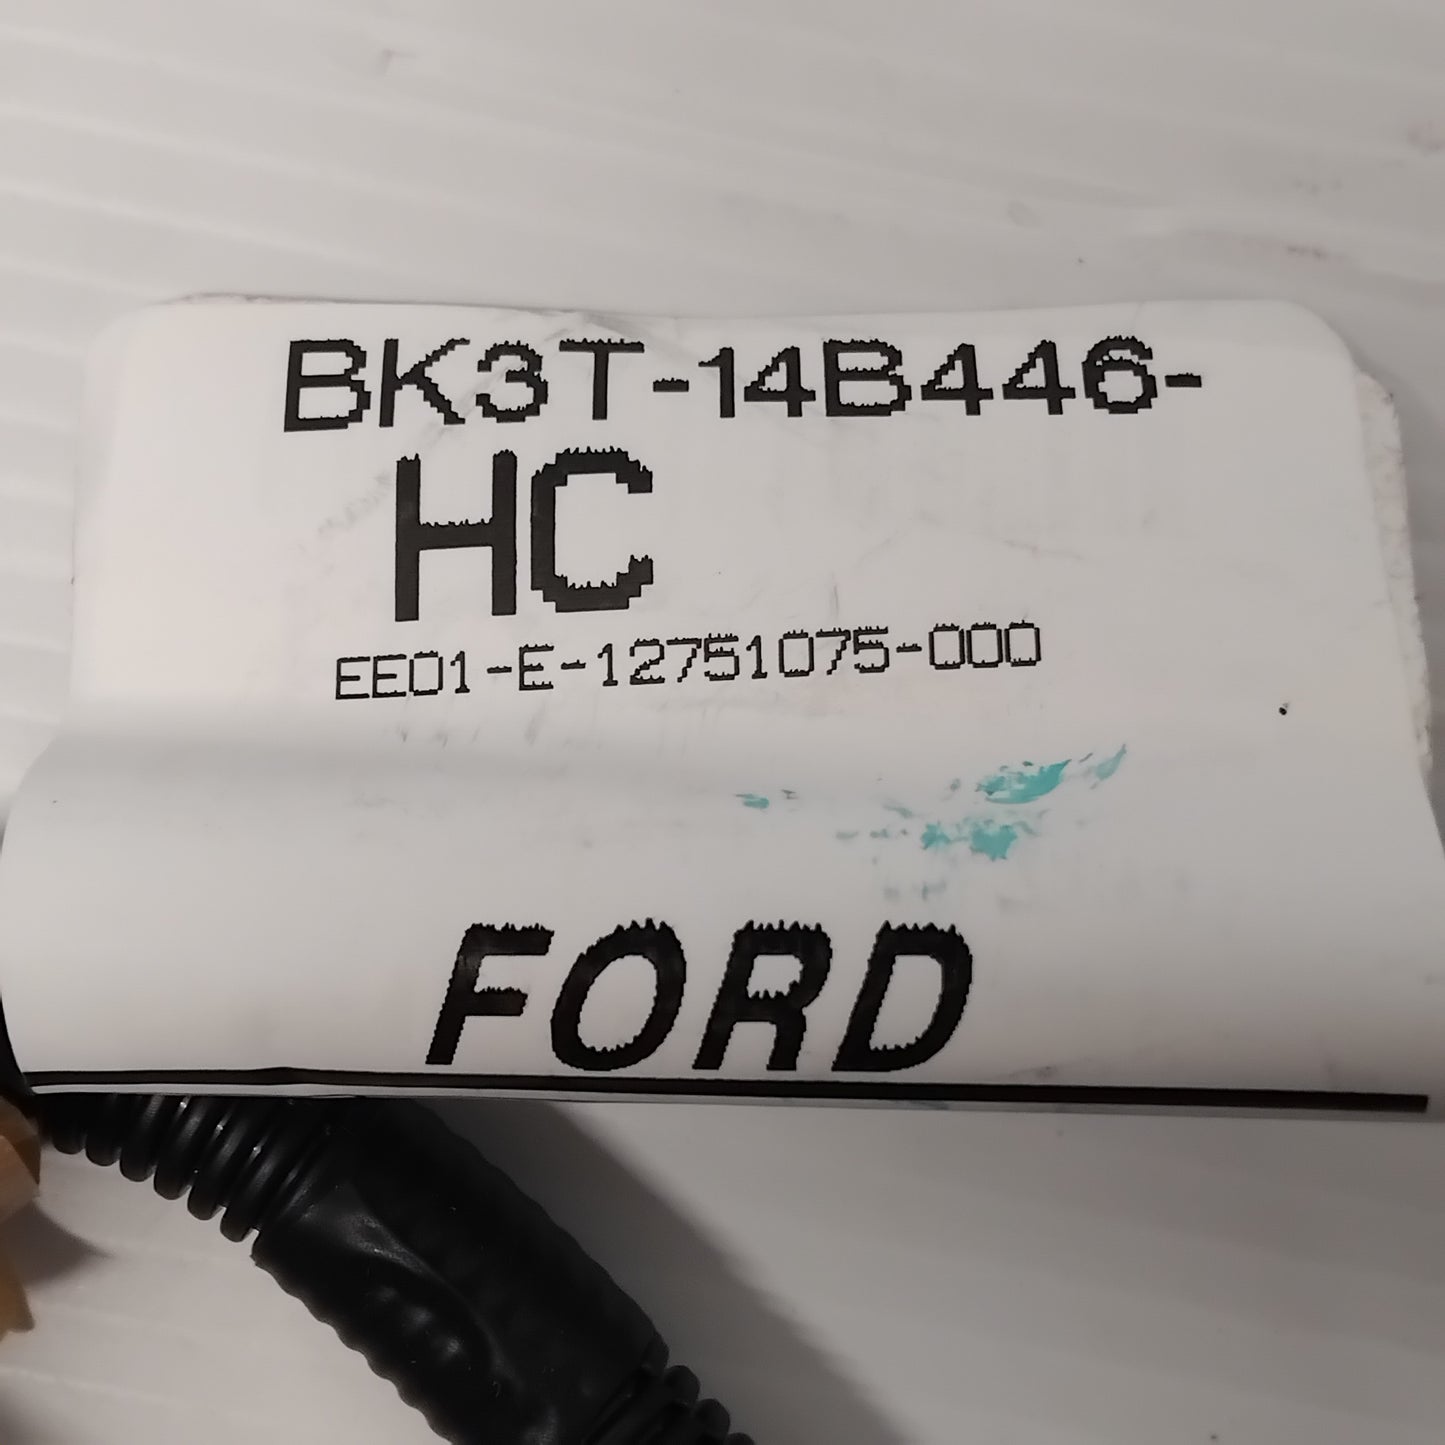 BK3T-14B446-
HC
EE01-E-12751075-000
FORD